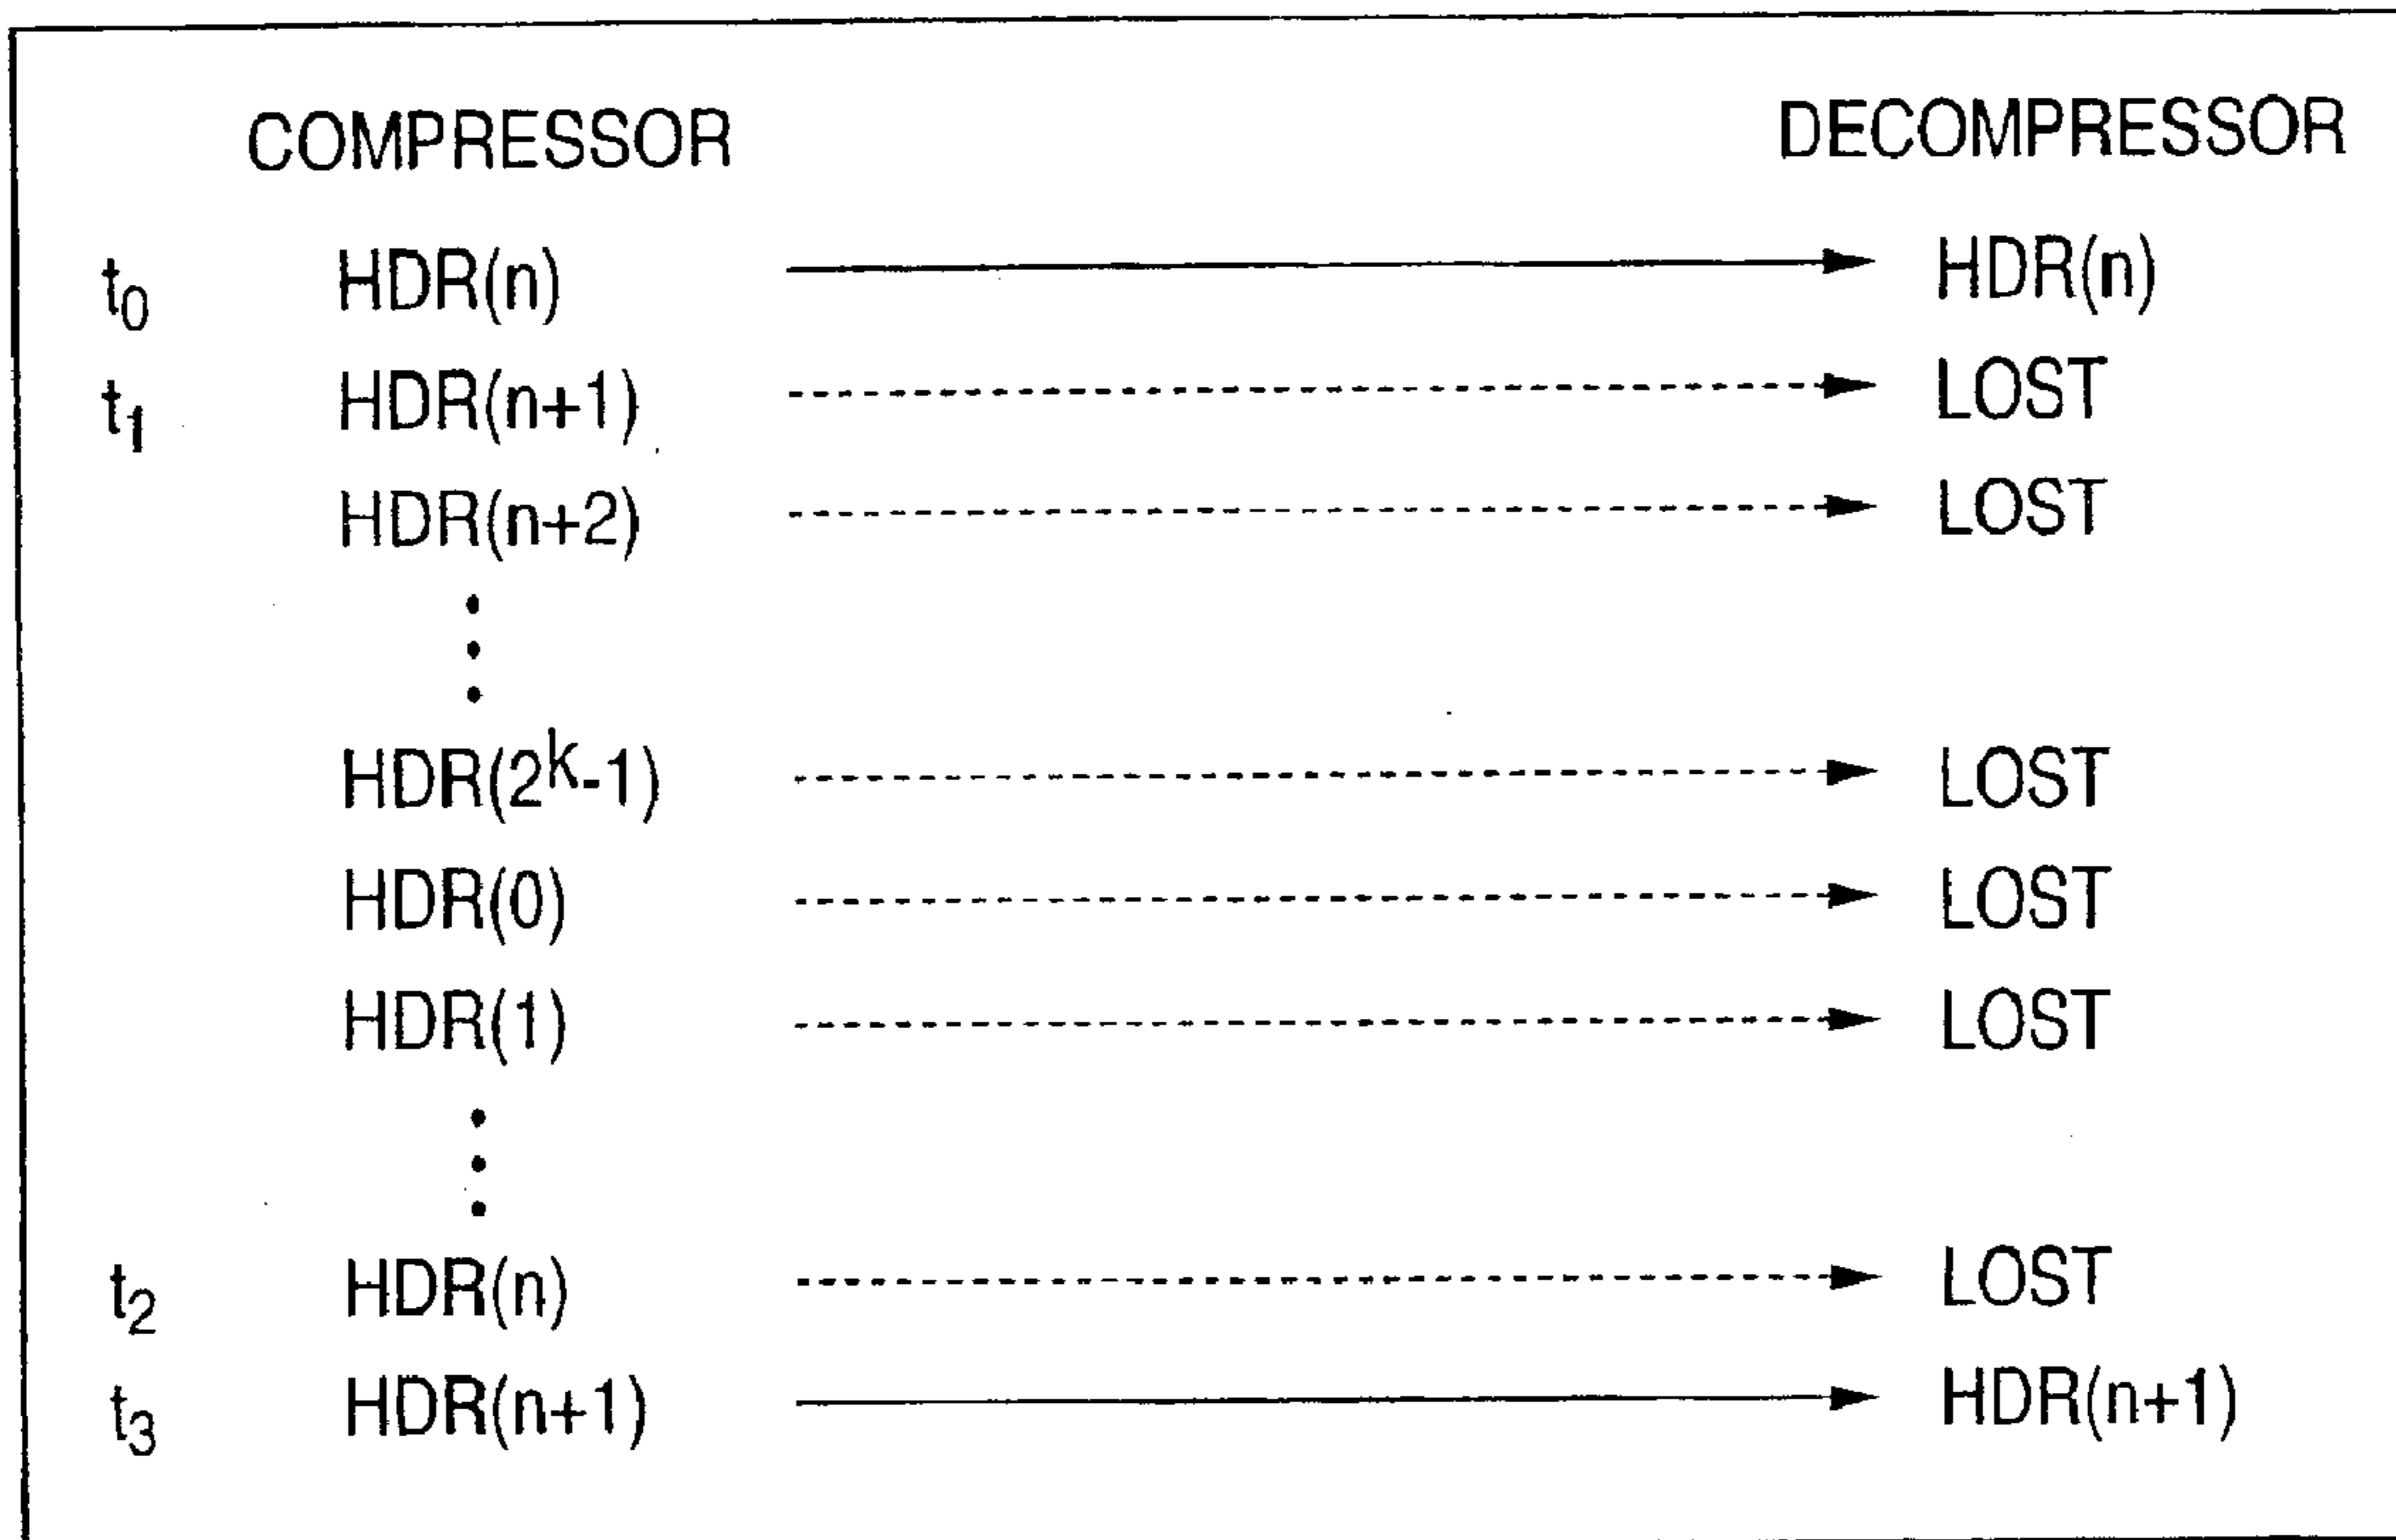 COMPRESSOR DECOMPRESSOR
t₀ HDR(n) HDR(n)
t₁ HDR(n+1) LOST
HDR(n+2) LOST
HDR(2ᵏ-1) LOST
HDR(0) LOST
HDR(1) LOST
t₂ HDR(n) LOST
t₃ HDR(n+1) HDR(n+1)